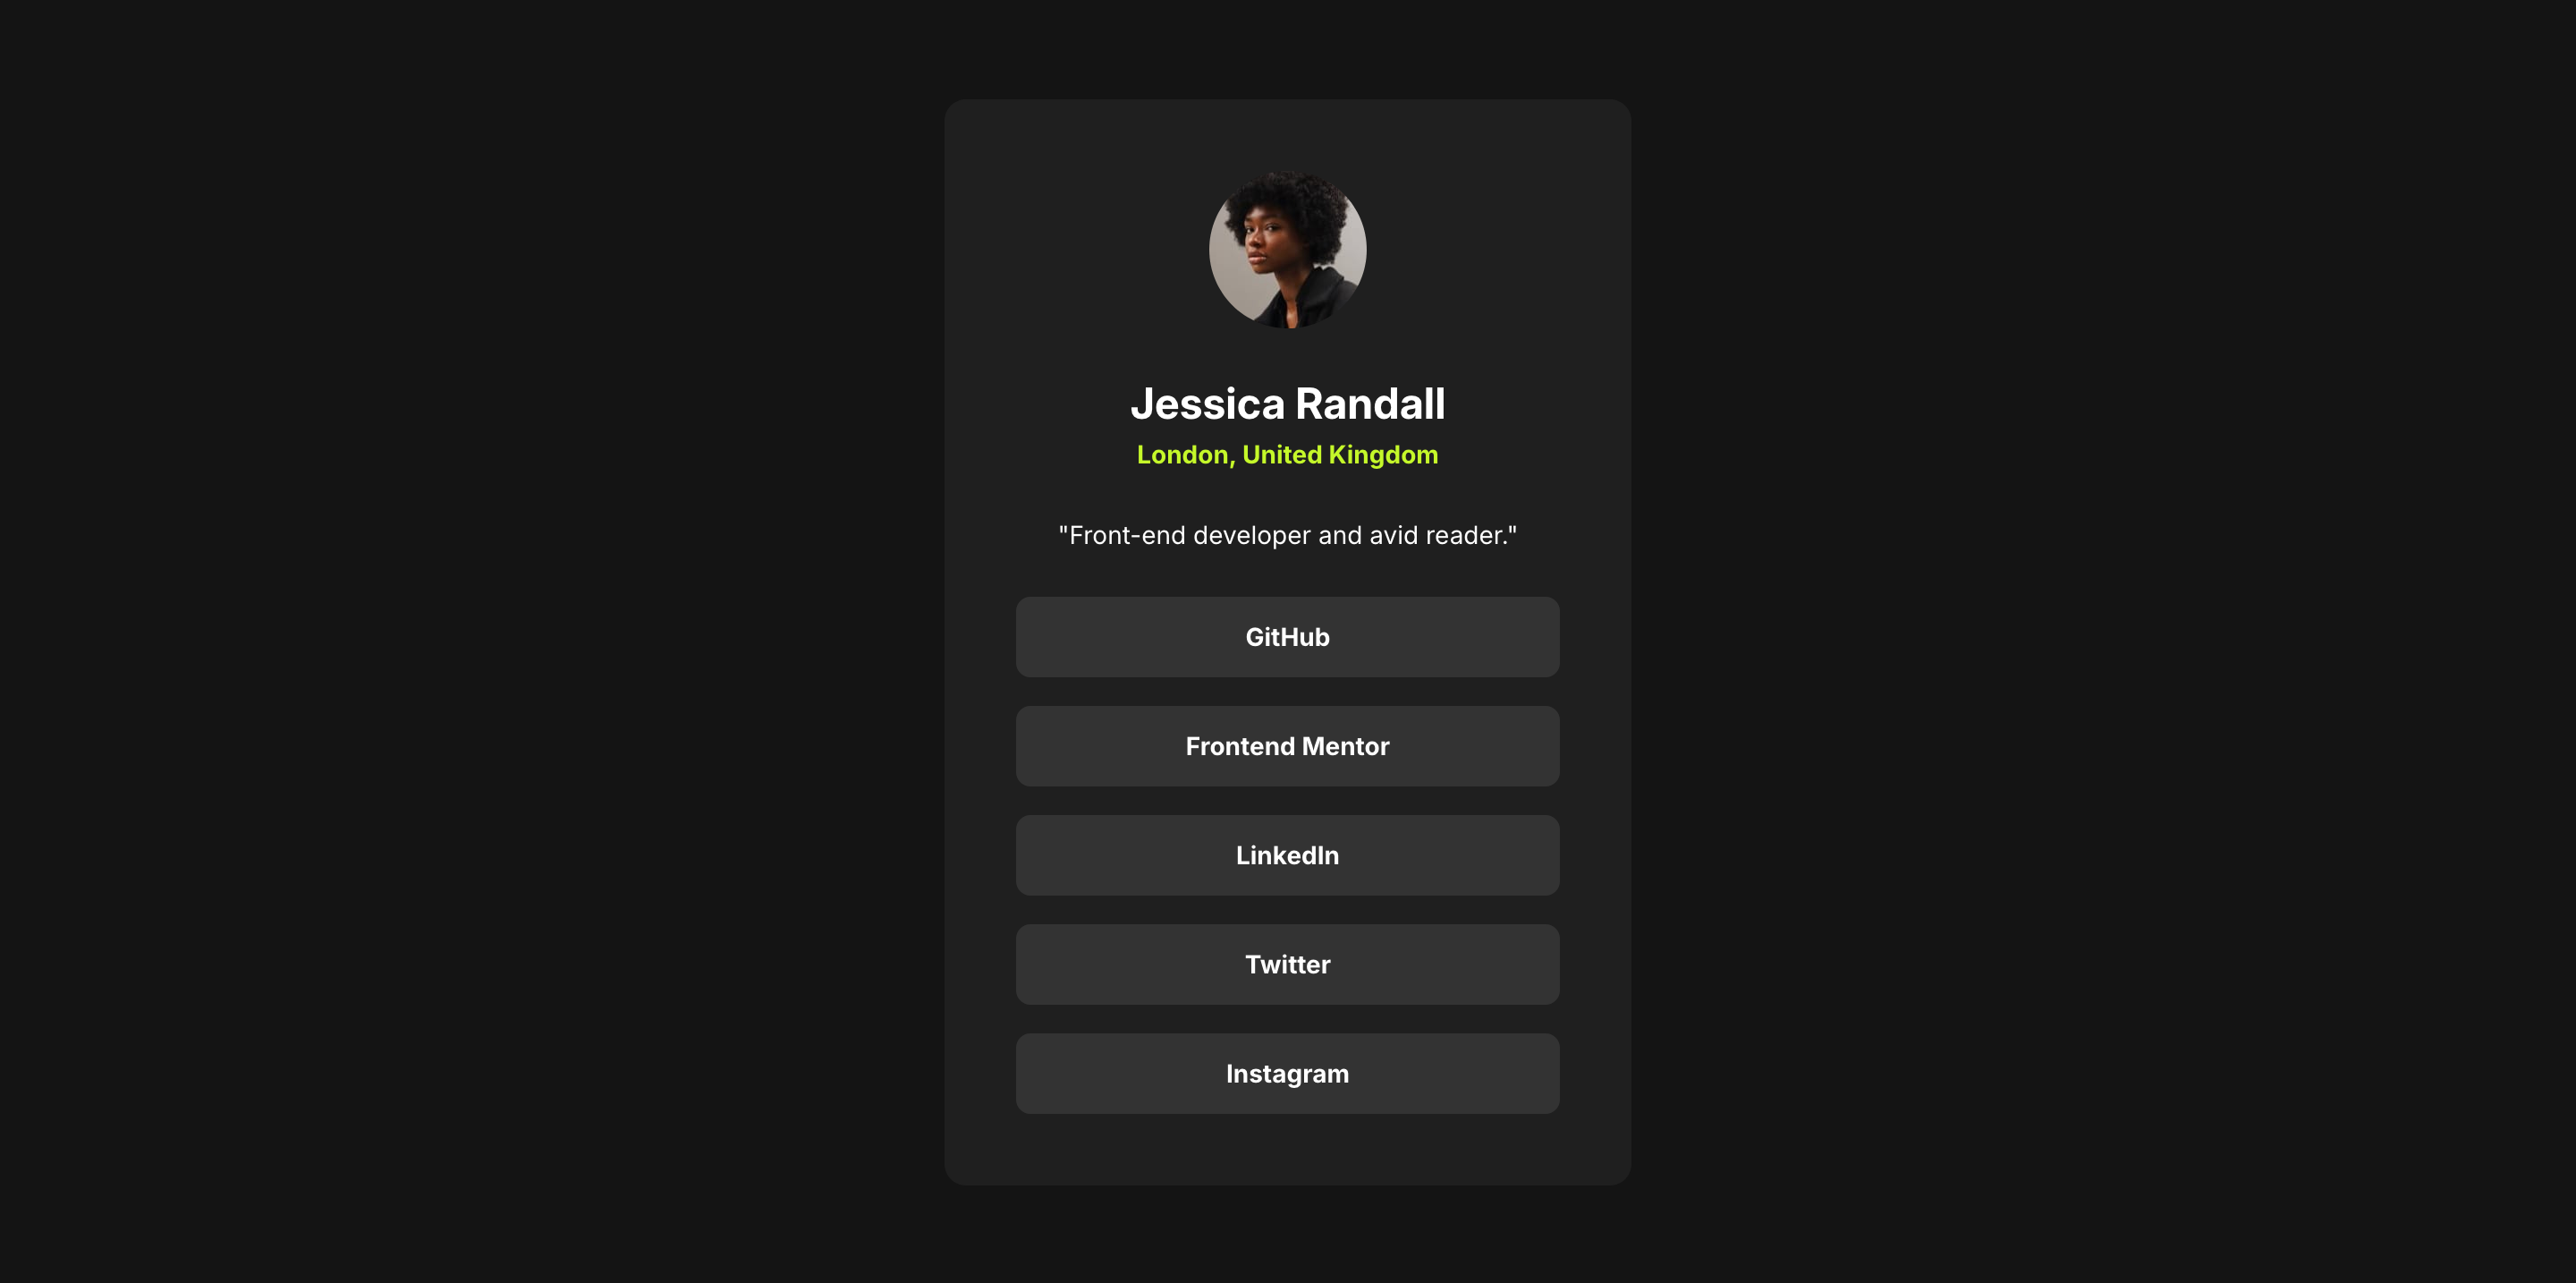 Jessica Randall
London, United Kingdom
"Front-end developer and avid reader."
GitHub
Frontend Mentor
LinkedIn
Twitter
Instagram